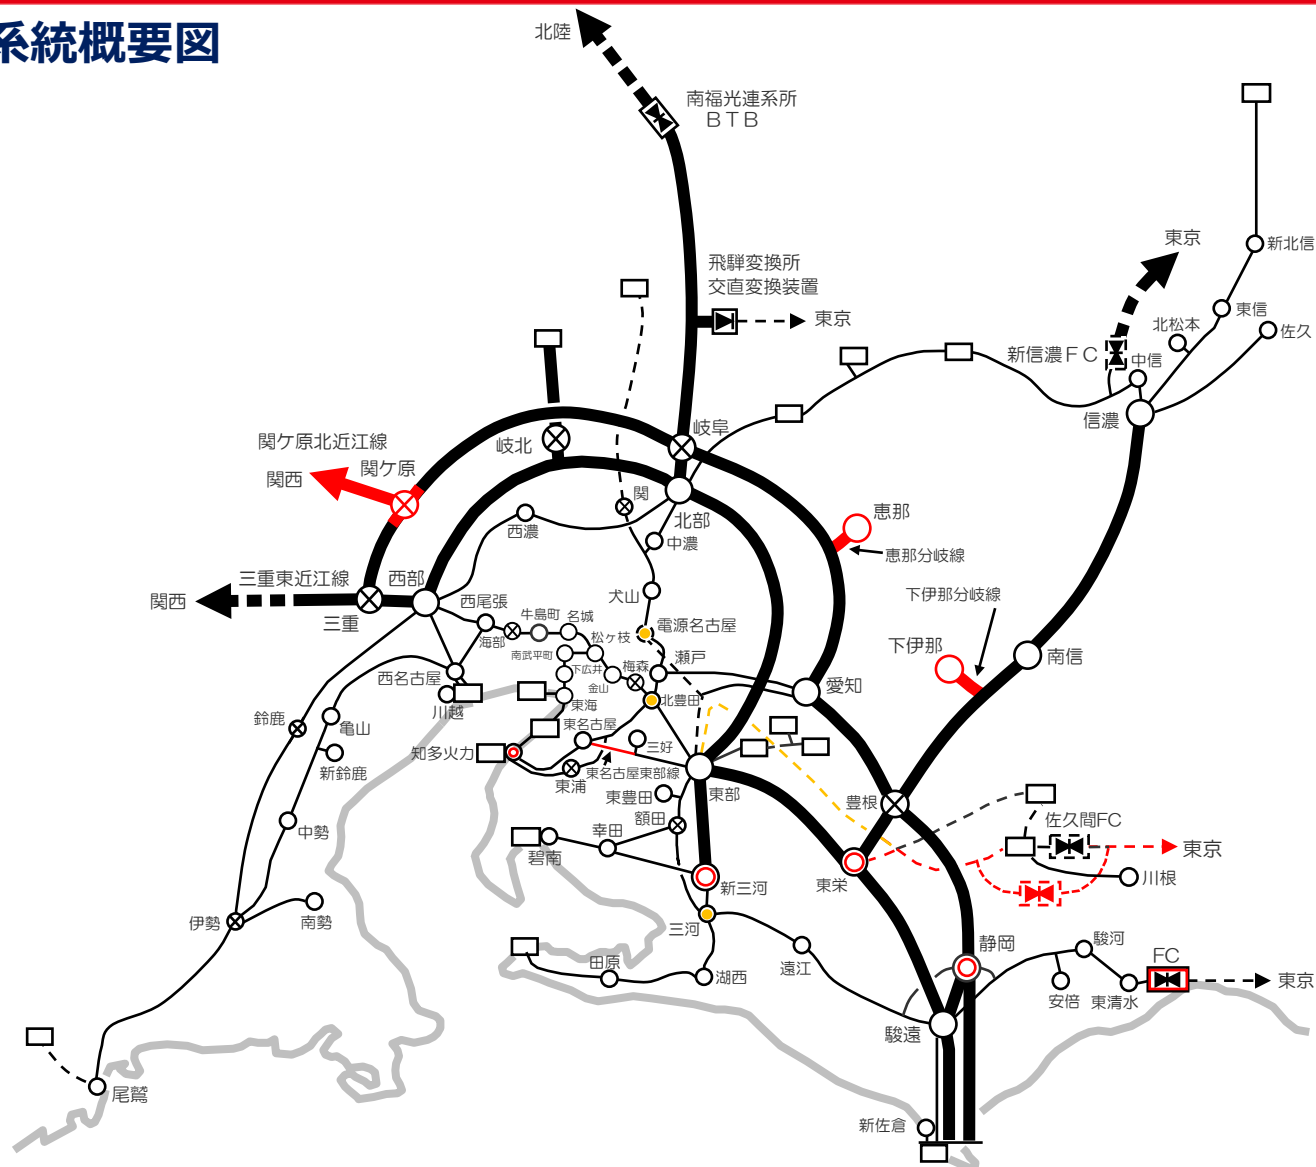 系統概要図
北陸
南福光連系所
ＢＴＢ
飛騨変換所
交直変換装置
東京
東京
新北信
東信
北松本
佐久
新信濃ＦＣ
中信
信濃
岐阜
岐北
関ケ原北近江線
関ケ原
関西
関
北部
西濃
中濃
恵那
恵那分岐線
三重東近江線
西部
関西
三重
西尾張
牛島町
名城
犬山
下伊那分岐線
電源名古屋
海部
松ヶ枝
下伊那
南信
南武平町
瀬戸
下広井
梅森
西名古屋
金山
愛知
川越
東海
北豊田
鈴鹿
亀山
東名古屋
知多火力
三好
新鈴鹿
東名古屋東部線
東浦
東部
東豊田
豊根
額田
佐久間FC
中勢
幸田
東京
碧南
新三河
東栄
川根
伊勢
南勢
三河
静岡
駿河
田原
遠江
FC
湖西
安倍
東清水
東京
駿遠
尾鷲
新佐倉